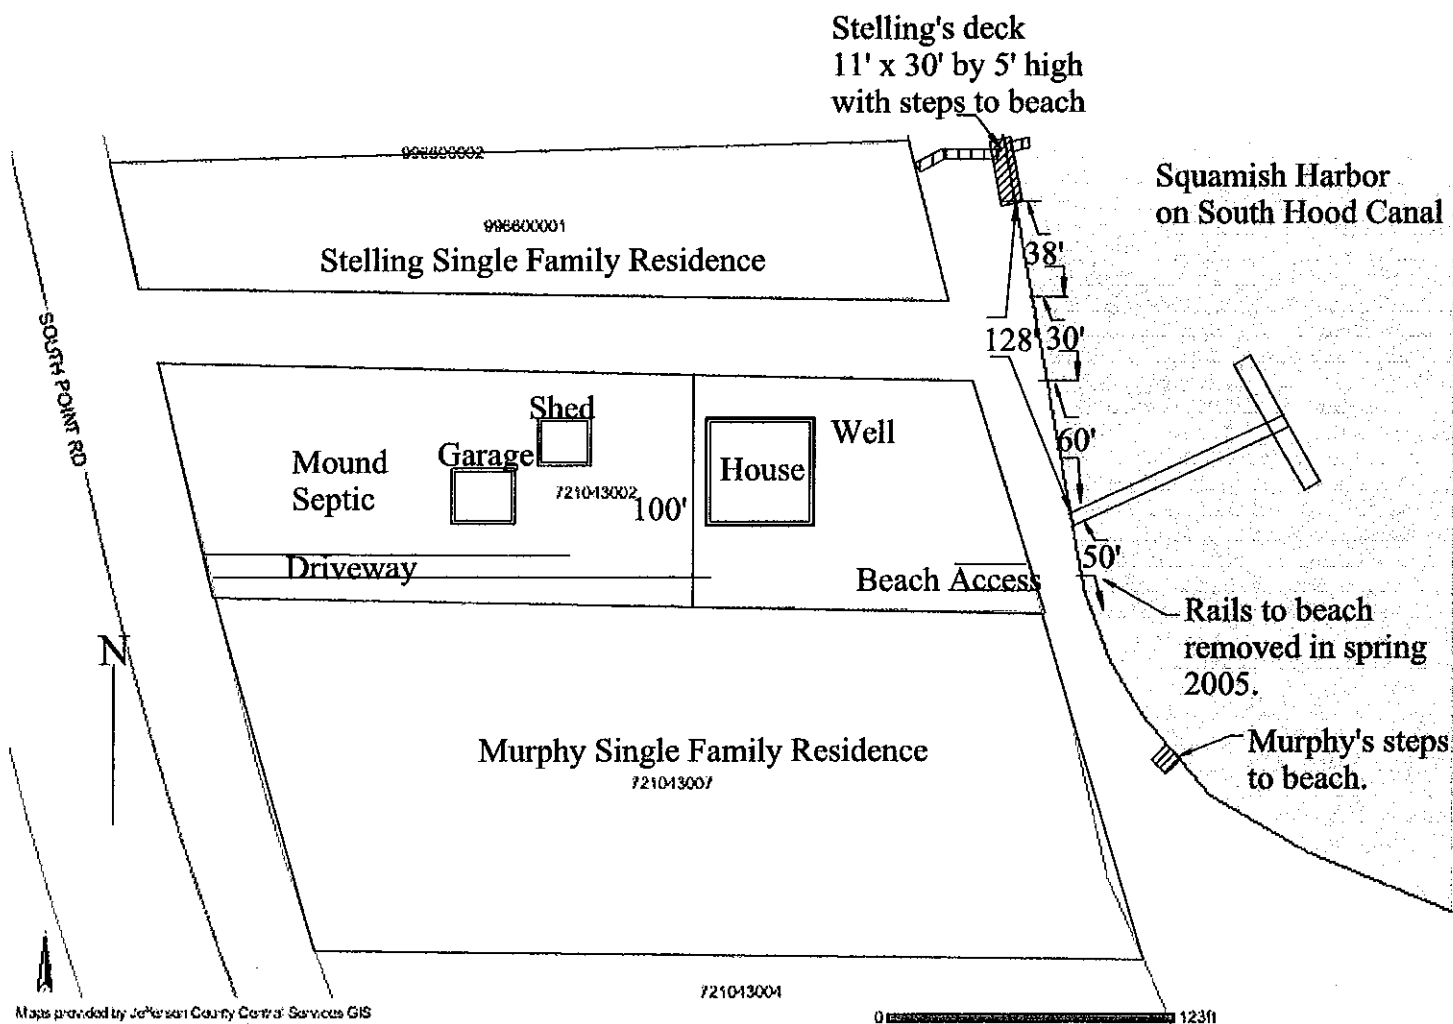 Stelling's deck
11' x 30' by 5' high
with steps to beach
996600002
Squamish Harbor
on South Hood Canal
996600001
Stelling Single Family Residence
38'
SOUTH POINT RD
128'
30'
Shed
Well
60'
Garage
House
Mound
Septic
721043002
100'
50'
Driveway
Beach Access
Rails to beach
removed in spring
2005.
N
Murphy Single Family Residence
721043007
Murphy's steps
to beach.
721043004
Maps provided by Jefferson County Central Services GIS
0 123ft